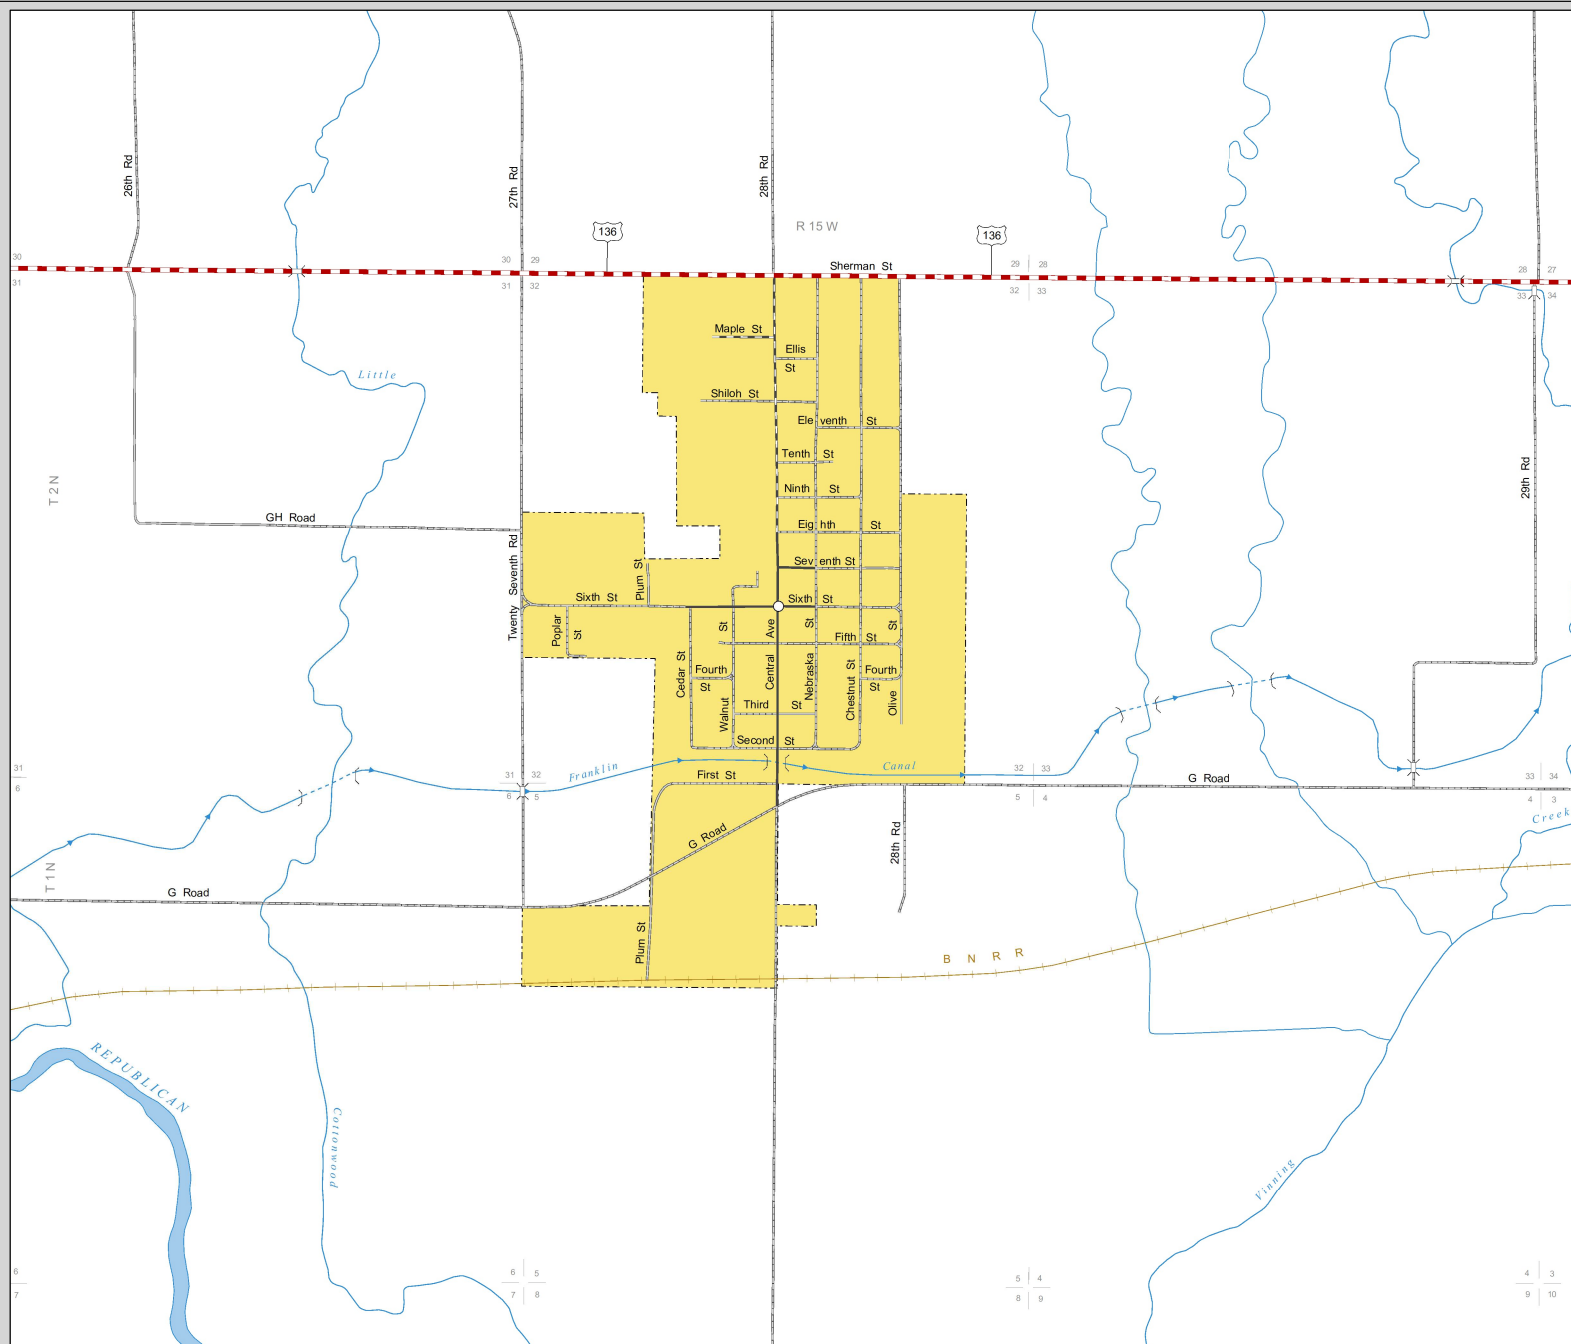 26th Rd
27th Rd
28th Rd
R 15 W
136
136
Sherman St
30
31
30
29
31
32
29
28
32
33
28
27
33
34
Maple St
Ellis
St
Little
Shiloh St
Eleventh St
Tenth St
29th Rd
T 2 N
Ninth St
GH Road
Eighth St
Twenty Seventh Rd
Seventh St
Plum St
Sixth St
Sixth St
Poplar
St
St
Ave
St
St
Fifth St
Cedar St
Fourth
St
Central
Nebraska
Chestnut St
Fourth
St
Walnut
Third St
Olive
Second St
Franklin
Canal
First St
G Road
31
6
31
32
6
5
32
33
5
4
33
34
4
3
Creek
G Road
28th Rd
T 1 N
G Road
Plum St
B N R R
REPUBLICAN
Cottonwood
Vinning
6
7
6
5
7
8
5
4
8
9
4
3
9
10